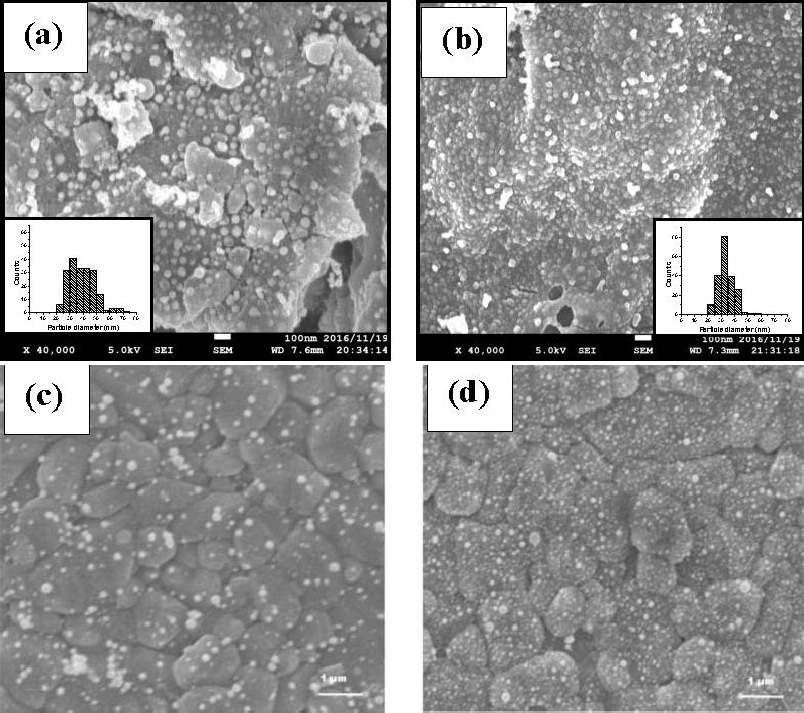 (a)
Counts
Particle diameter(nm)
100nm 2016/11/19
X 40,000 5.0kV SEI SEM WD 7.6mm 20:34:14
(b)
Counts
Particle diameter(nm)
100nm 2016/11/19
X 40,000 5.0kV SEI SEM WD 7.3mm 21:31:18
(c)
1 µm
(d)
1 µm